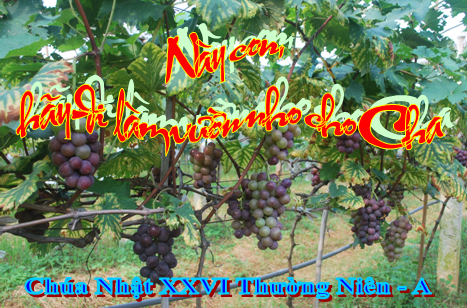 Này con,
hãy đi làm vườn nho cho Cha
Chúa Nhật XXVI Thường Niên - A